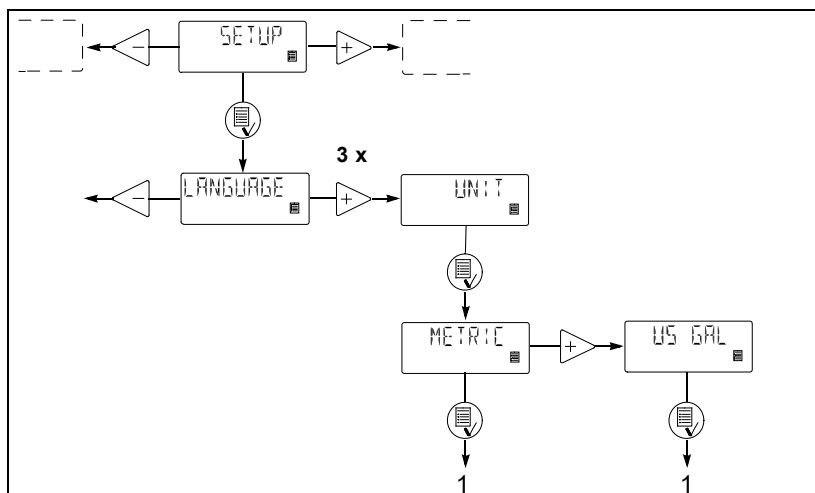 SETUP
3 x
LANGUAGE
UNIT
METRIC
US GAL
1
1